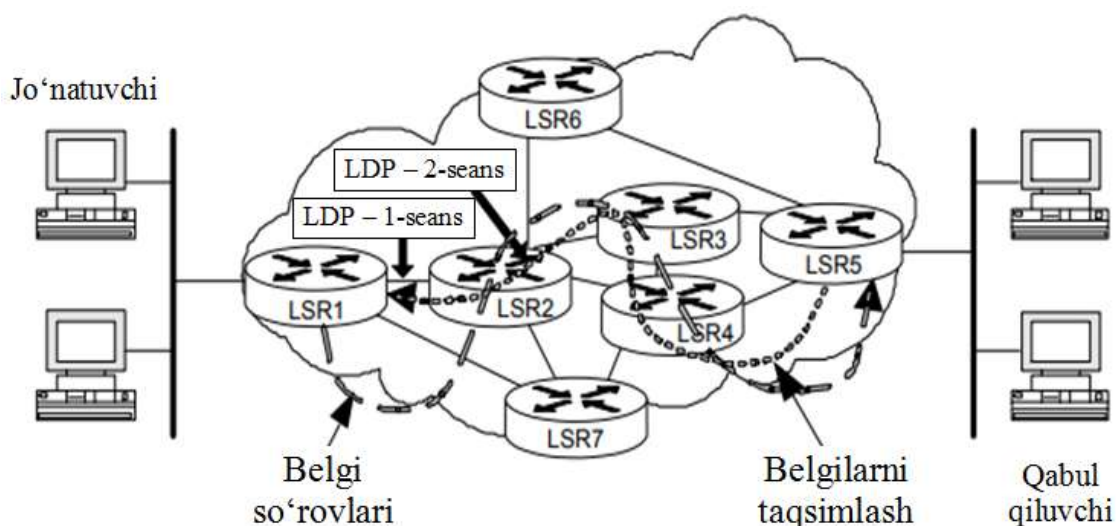 Jo‘natuvchi
LSR6
LDP – 2-seans
LDP – 1-seans
LSR3
LSR5
LSR1
LSR2
LSR4
LSR7
Belgi
so‘rovlari
Belgilarni
taqsimlash
Qabul
qiluvchi